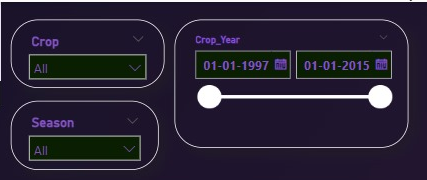 Crop
All
Season
All
Crop_Year
01-01-1997 01-01-2015